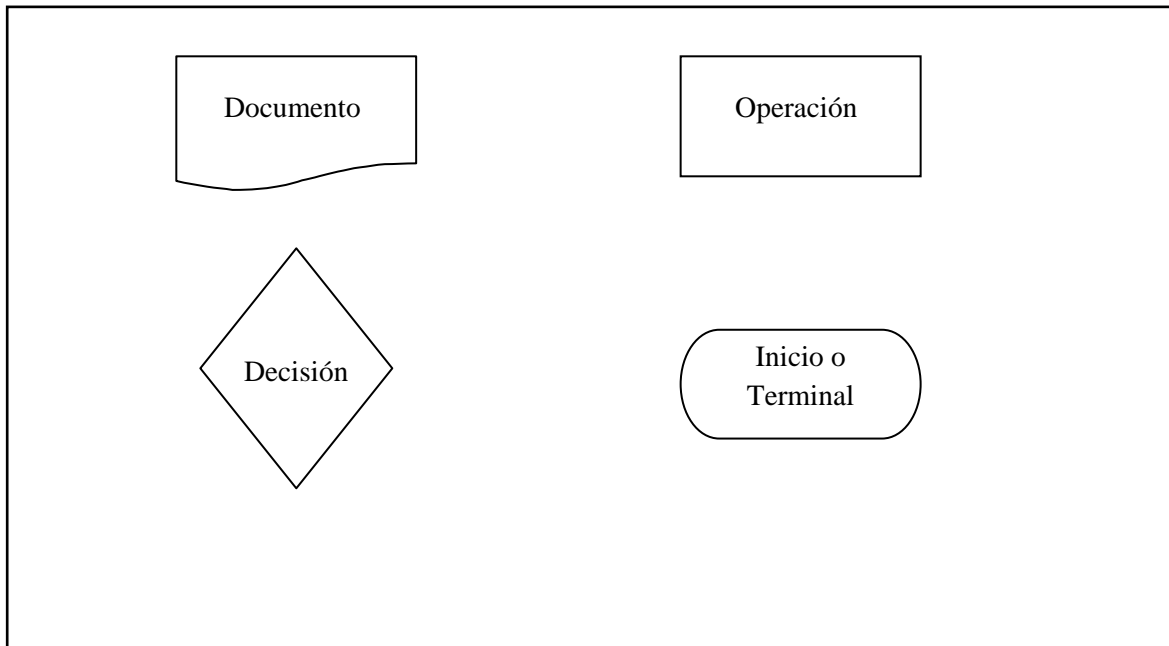 Documento
Operación
Decisión
Inicio o
Terminal